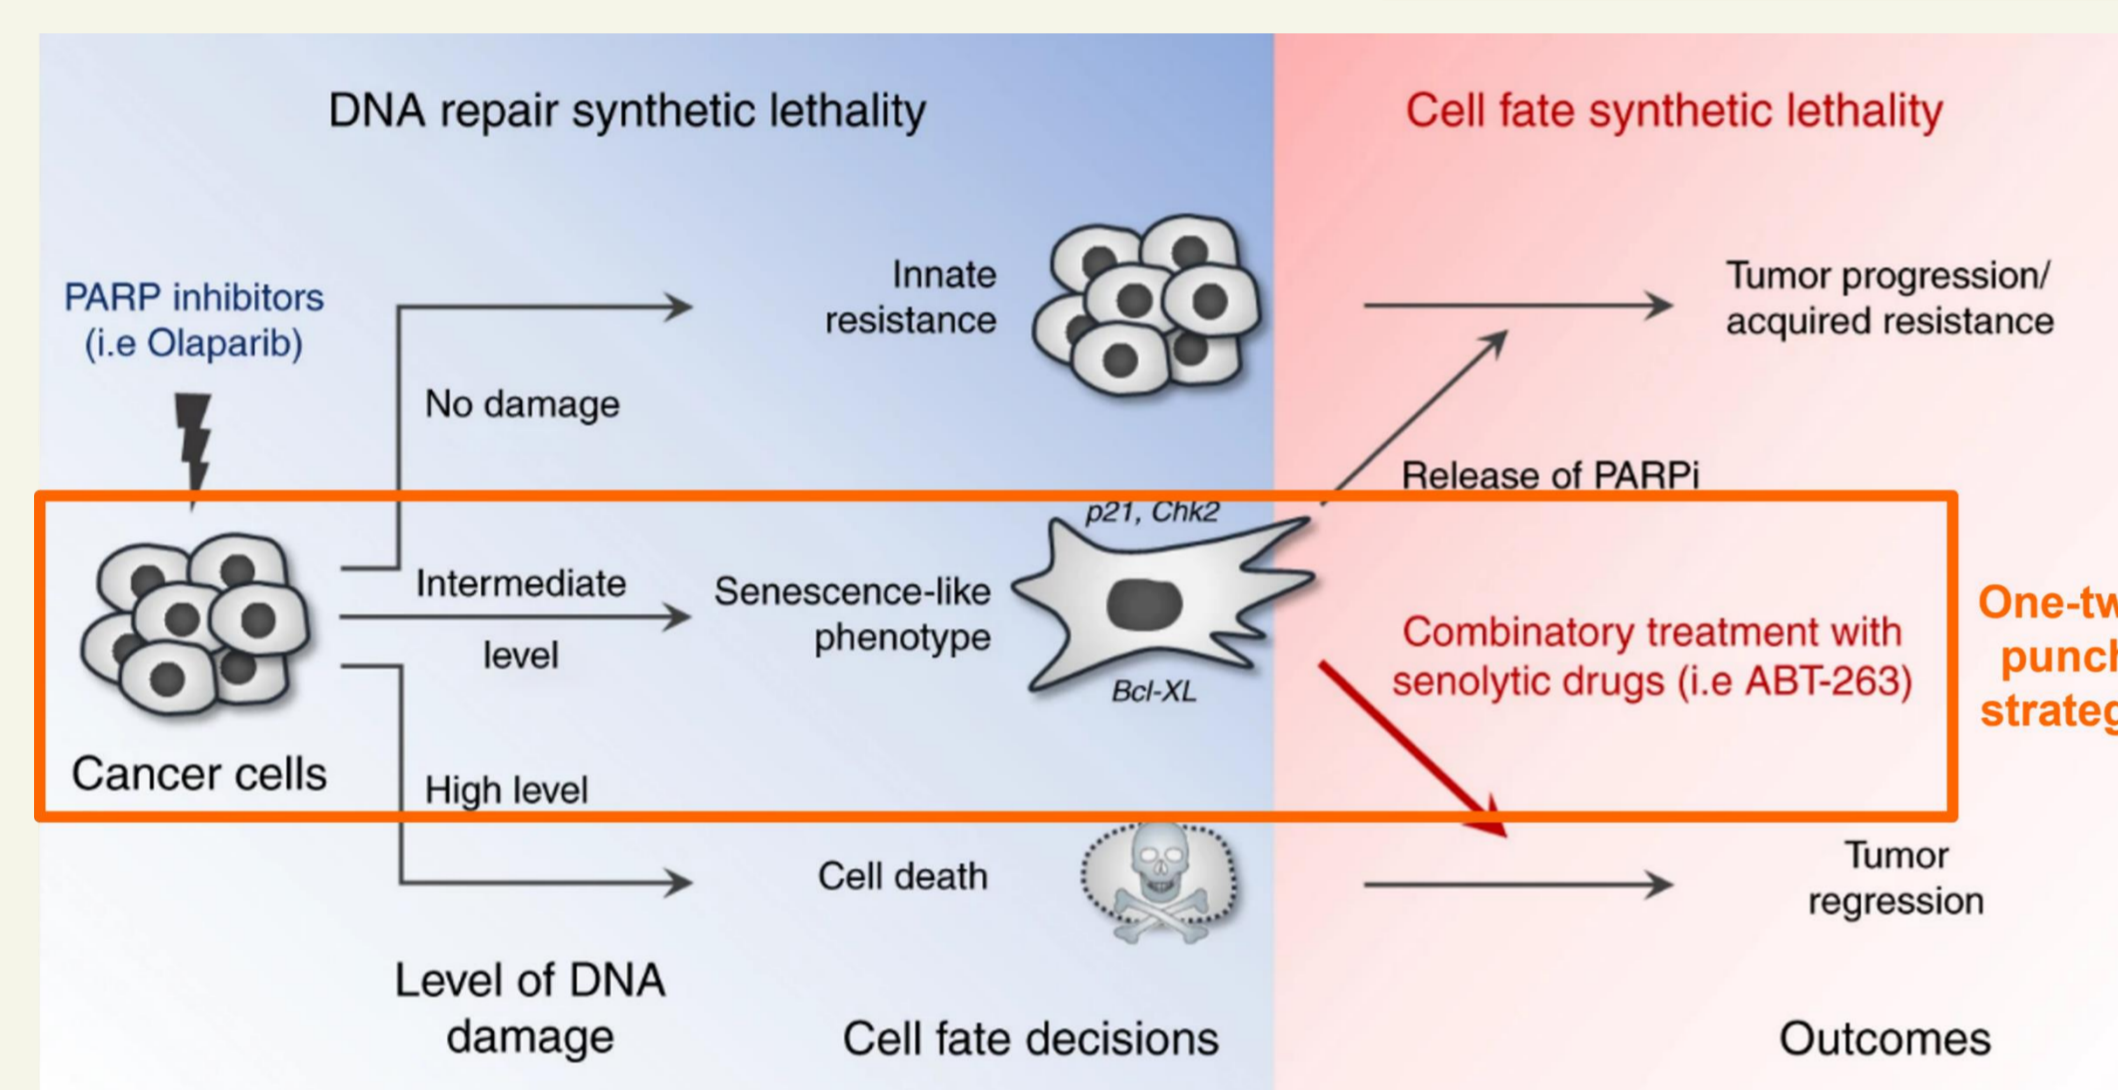 DNA repair synthetic lethality
Cell fate synthetic lethality
PARP inhibitors
(i.e Olaparib)
Innate
resistance
Tumor progression/
acquired resistance
No damage
Release of PARPi
p21, Chk2
Intermediate
level
Senescence-like
phenotype
Bcl-XL
Combinatory treatment with
senolytic drugs (i.e ABT-263)
Cancer cells
High level
Cell death
Tumor
regression
Level of DNA
damage
Cell fate decisions
Outcomes